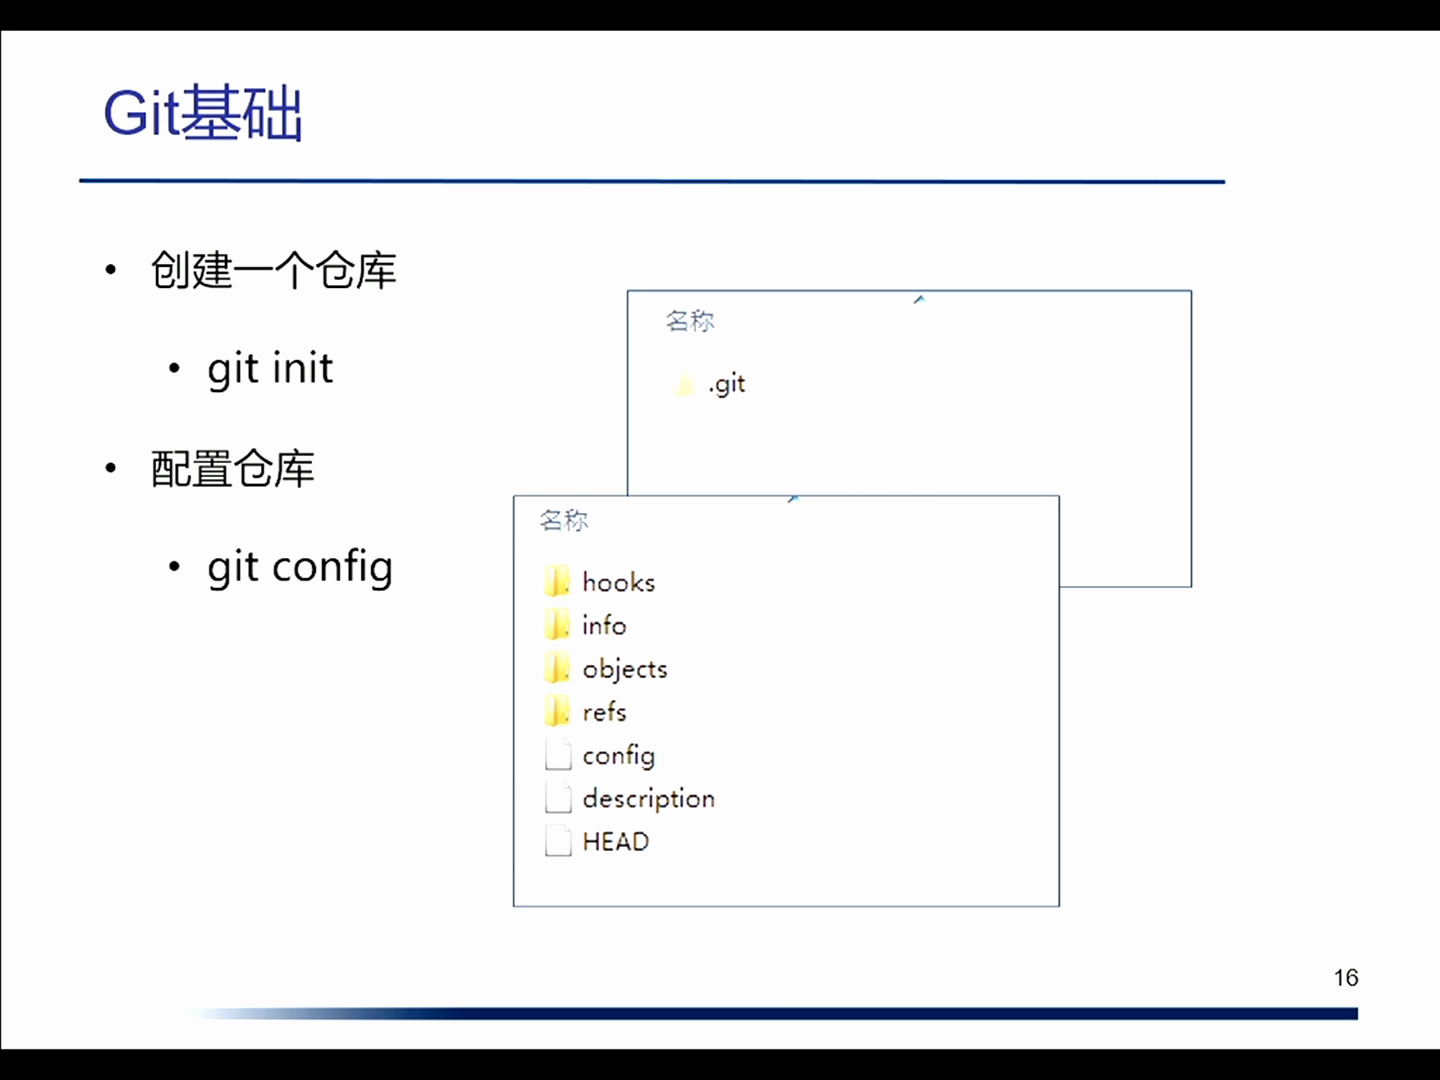 Git基础
• 创建一个仓库
• git init
• 配置仓库
• git config
名称
.git
名称
hooks
info
objects
refs
config
description
HEAD
16